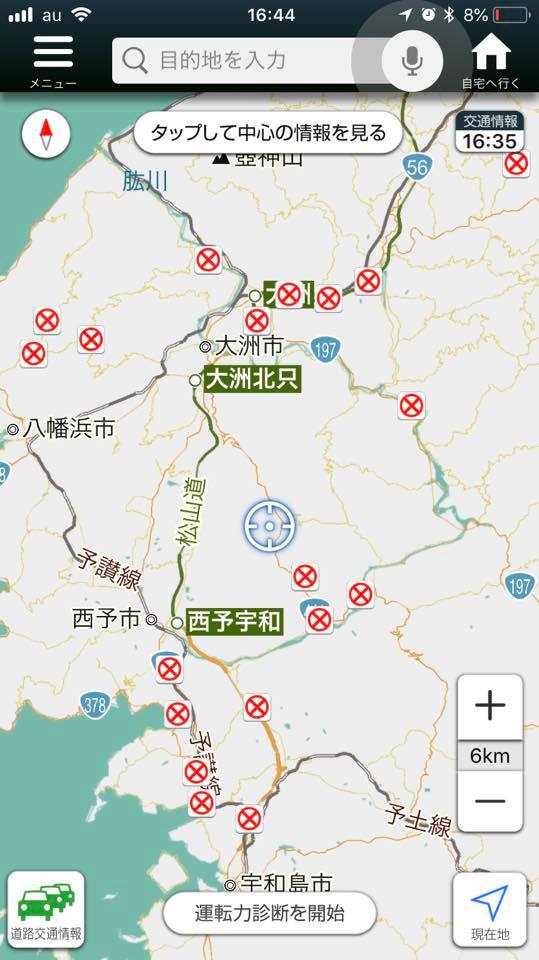 au 16:44 8%
メニュー
目的地を入力
自宅へ行く
タップして中心の情報を見る
交通情報
16:35
壺神山
56
肱川
大洲市
197
大洲北只
八幡浜市
松山道
予讃線
197
西予市
西予宇和
378
予讃線
6km
予土線
宇和島市
道路交通情報
運転力診断を開始
現在地